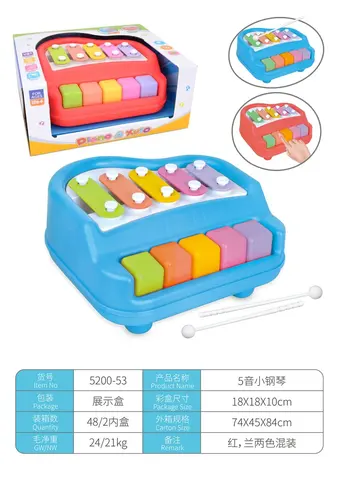 Piano & Xylo
货号 Item No 5200-53 产品名称 Product Name 5音小钢琴
包装 Package 展示盒 彩盒尺寸 Package Size 18X18X10cm
装箱数 Quantity 48/2内盒 外箱规格 Carton Size 74X45X84cm
毛净重 GW/NW 24/21kg 备注 Remark 红,兰两色混装